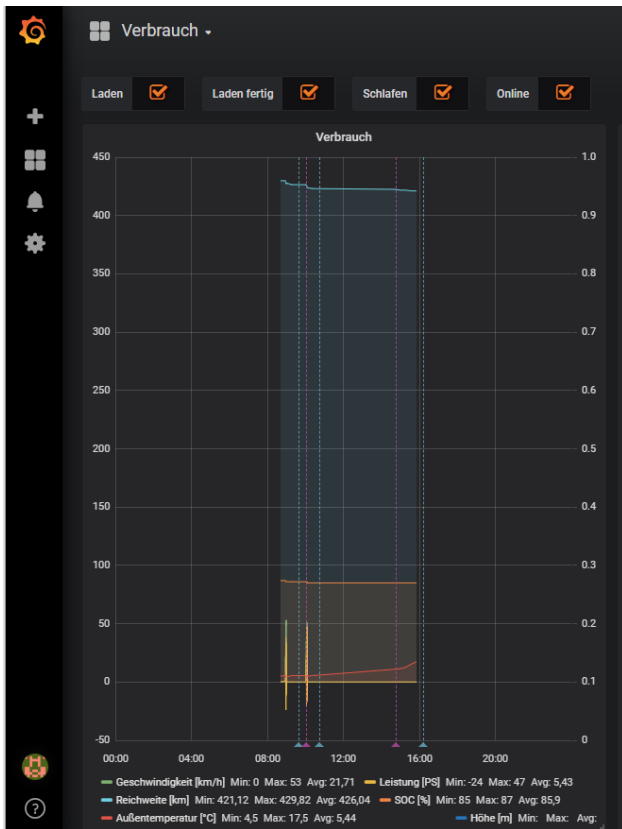 Verbrauch
Laden Laden fertig Schlafen Online
Verbrauch
450 1.0
400 0.9
350 0.8
300 0.7
250 0.6
200 0.5
150 0.4
100 0.3
50 0.2
0 0.1
-50 0
00:00 04:00 08:00 12:00 16:00 20:00
Geschwindigkeit [km/h] Min: 0 Max: 53 Avg: 21,71 Leistung [PS] Min: -24 Max: 47 Avg: 5,43
Reichweite [km] Min: 421,12 Max: 429,82 Avg: 426,04 SOC [%] Min: 85 Max: 87 Avg: 85,9
Außentemperatur [°C] Min: 4,5 Max: 17,5 Avg: 5,44 Höhe [m] Min: Max: Avg: